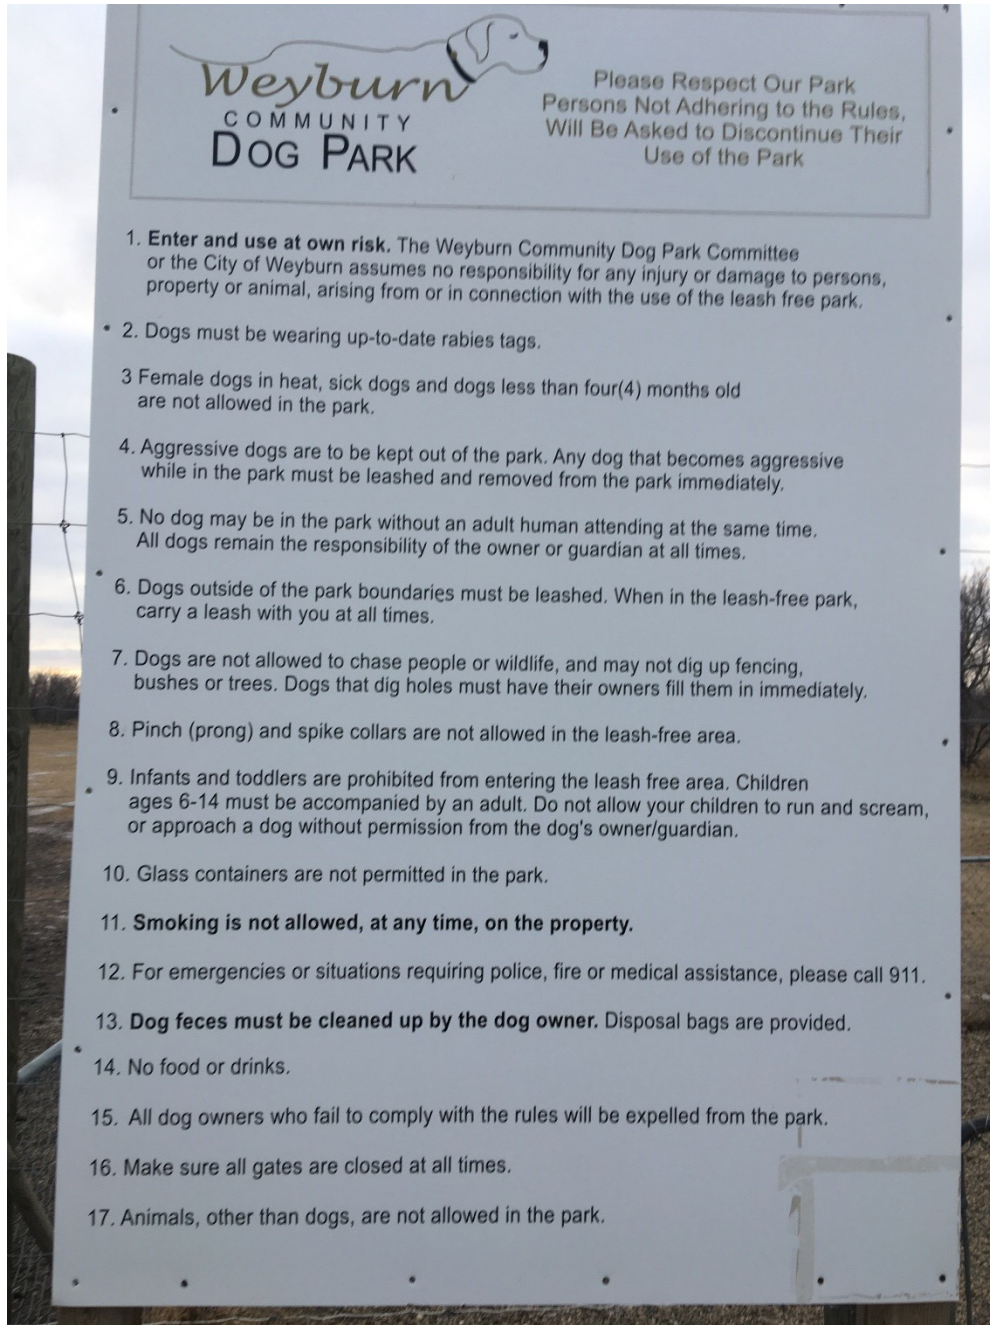 Weyburn
COMMUNITY
DOG PARK
Please Respect Our Park
Persons Not Adhering to the Rules,
Will Be Asked to Discontinue Their
Use of the Park
1. Enter and use at own risk. The Weyburn Community Dog Park Committee
or the City of Weyburn assumes no responsibility for any injury or damage to persons,
property or animal, arising from or in connection with the use of the leash free park.
2. Dogs must be wearing up-to-date rabies tags.
3 Female dogs in heat, sick dogs and dogs less than four(4) months old
are not allowed in the park.
4. Aggressive dogs are to be kept out of the park. Any dog that becomes aggressive
while in the park must be leashed and removed from the park immediately.
5. No dog may be in the park without an adult human attending at the same time.
All dogs remain the responsibility of the owner or guardian at all times.
6. Dogs outside of the park boundaries must be leashed. When in the leash-free park,
carry a leash with you at all times.
7. Dogs are not allowed to chase people or wildlife, and may not dig up fencing,
bushes or trees. Dogs that dig holes must have their owners fill them in immediately.
8. Pinch (prong) and spike collars are not allowed in the leash-free area.
9. Infants and toddlers are prohibited from entering the leash free area. Children
ages 6-14 must be accompanied by an adult. Do not allow your children to run and scream,
or approach a dog without permission from the dog's owner/guardian.
10. Glass containers are not permitted in the park.
11. Smoking is not allowed, at any time, on the property.
12. For emergencies or situations requiring police, fire or medical assistance, please call 911.
13. Dog feces must be cleaned up by the dog owner. Disposal bags are provided.
14. No food or drinks.
15. All dog owners who fail to comply with the rules will be expelled from the park.
16. Make sure all gates are closed at all times.
17. Animals, other than dogs, are not allowed in the park.